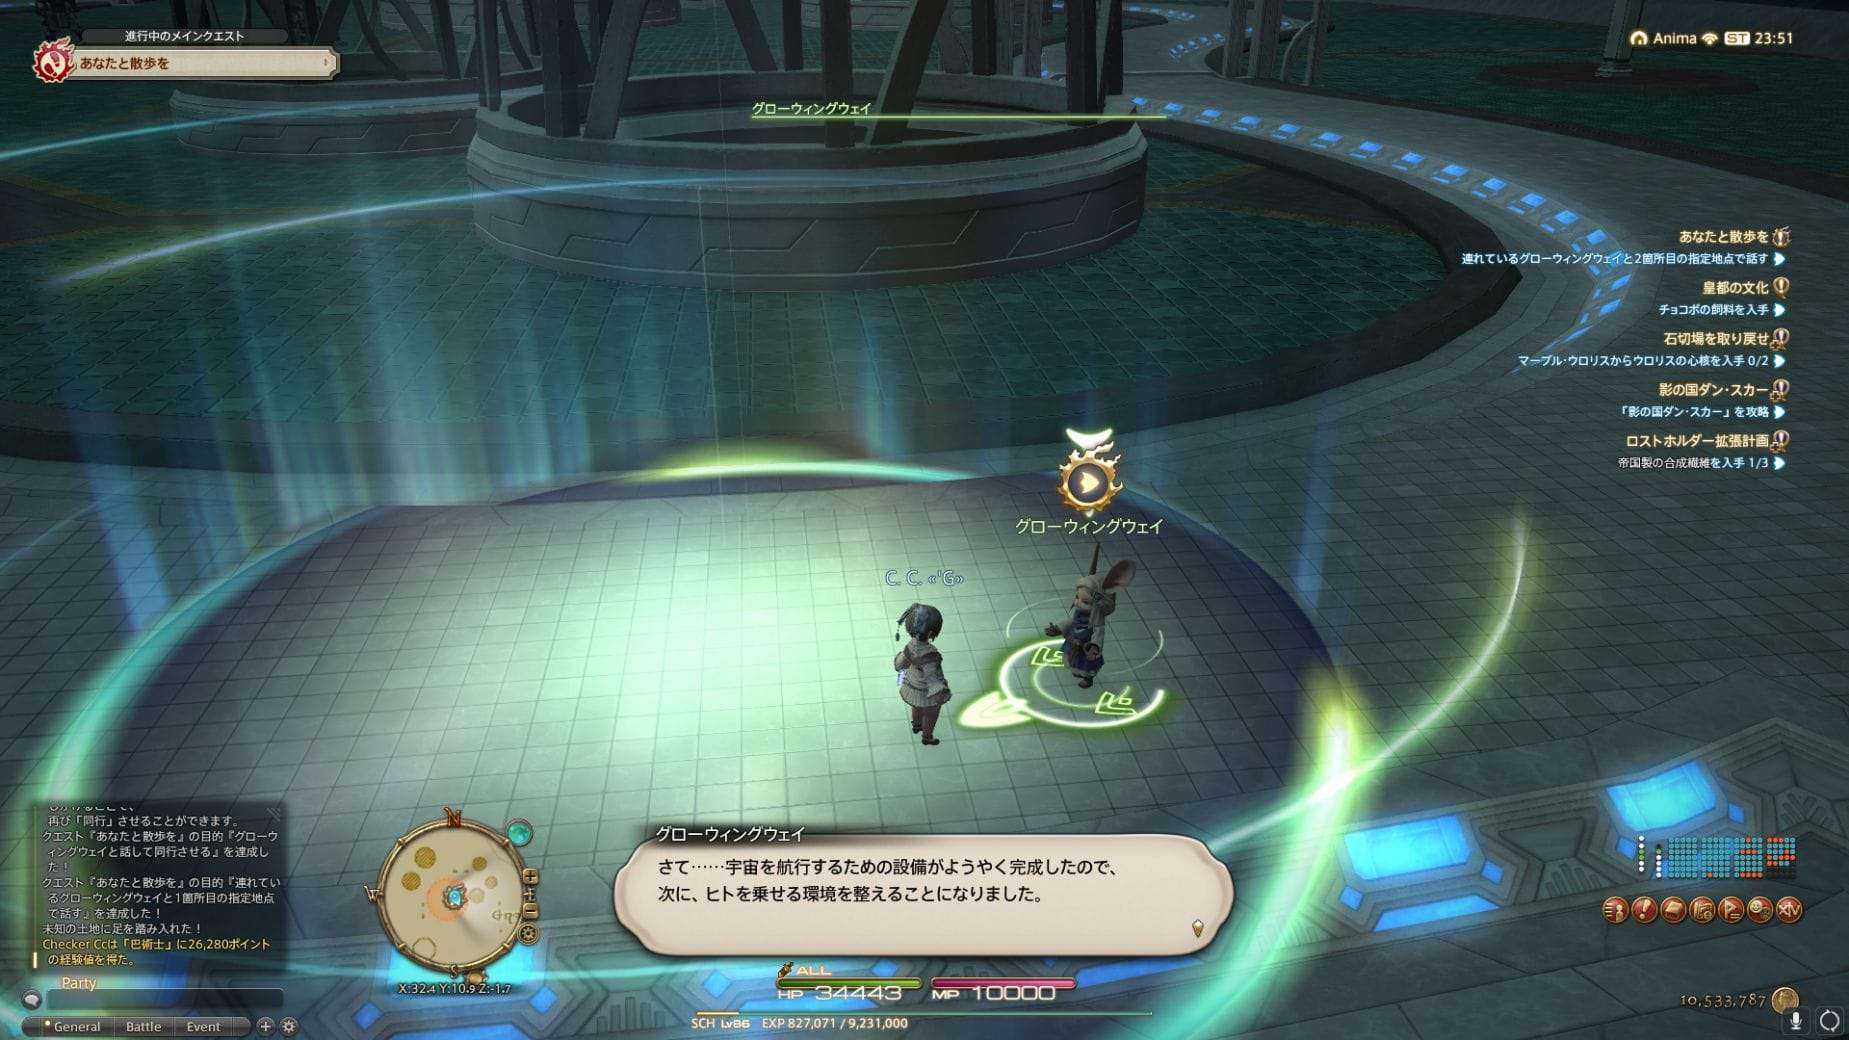 進行中のメインクエスト
あなたと散歩を
グローウィングウェイ
Anima ST 23:51
あなたと散歩を
連れているグローウィングウェイと2箇所目の指定地点で話す
皇都の文化
チョコボの飼料を入手
石切場を取り戻せ
マーブル・ウロリスからウロリスの心核を入手 0/2
影の国ダン・スカー
「影の国ダン・スカー」を攻略
ロストホルダー拡張計画
帝国製の合成繊維を入手 1/3
グローウィングウェイ
C. C. «'G»
再び「同行」させることができます。
クエスト『あなたと散歩を』の目的『グローウ
ィングウェイと話して同行させる』を達成し
た！
クエスト『あなたと散歩を』の目的『連れてい
るグローウィングウェイと1箇所目の指定地点
で話す』を達成した！
未知の土地に足を踏み入れた！
Checker Ccは「巴術士」に26,280ポイント
の経験値を得た。
Party
General Battle Event
N
W
S
X:32.4 Y:10.9 Z:-1.7
グローウィングウェイ
さて……宇宙を航行するための設備がようやく完成したので、
次に、ヒトを乗せる環境を整えることになりました。
ALL
HP 34443 MP 10000
SCH Lv86 EXP 827,071 / 9,231,000
XIV
10,533,787